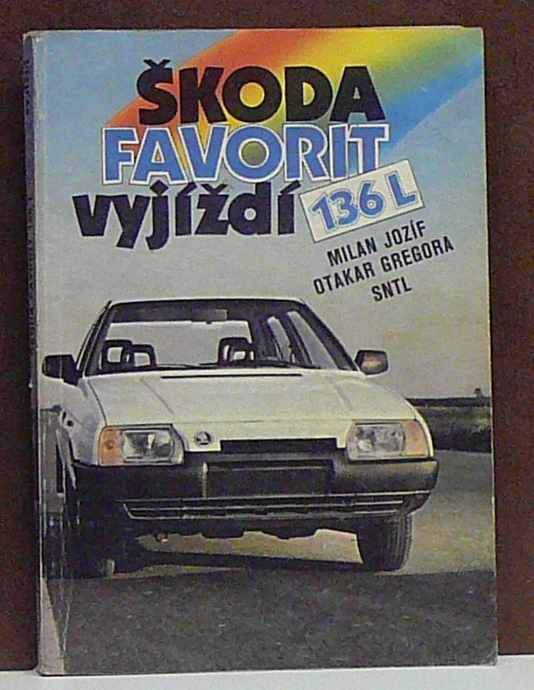 ŠKODA
FAVORIT
vyjíždí
136 L
MILAN JOZÍF
OTAKAR GREGORA
SNTL